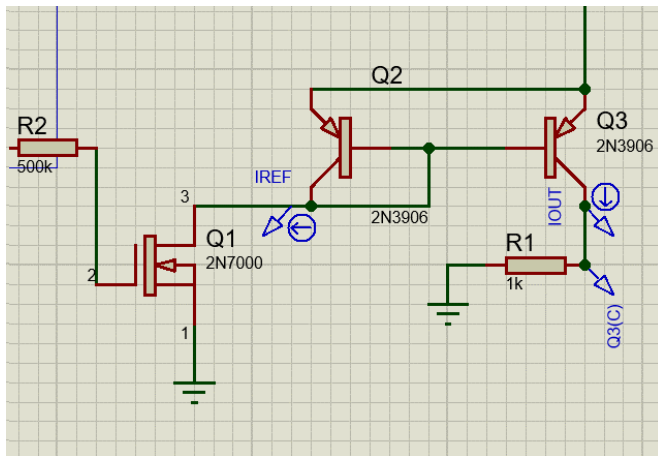 Q2
R2
500k
Q3
2N3906
IREF
3
2N3906
IOUT
Q1
2N7000
R1
1k
2
Q3(C)
1